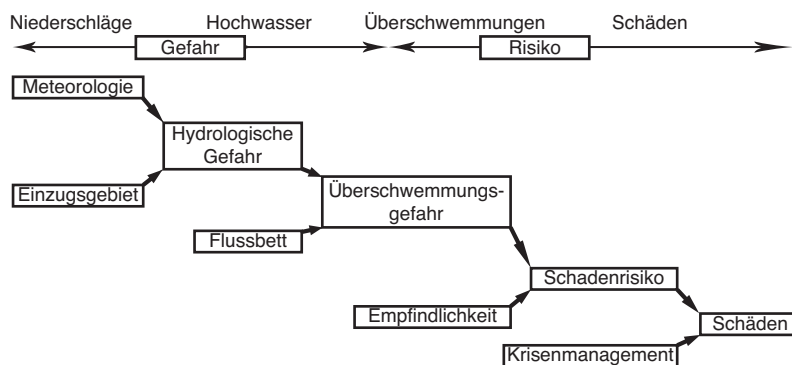 Niederschläge Hochwasser Überschwemmungen Schäden
Gefahr Risiko
Meteorologie
Hydrologische
Gefahr
Einzugsgebiet
Überschwemmungs-
gefahr
Flussbett
Schadenrisiko
Empfindlichkeit
Schäden
Krisenmanagement